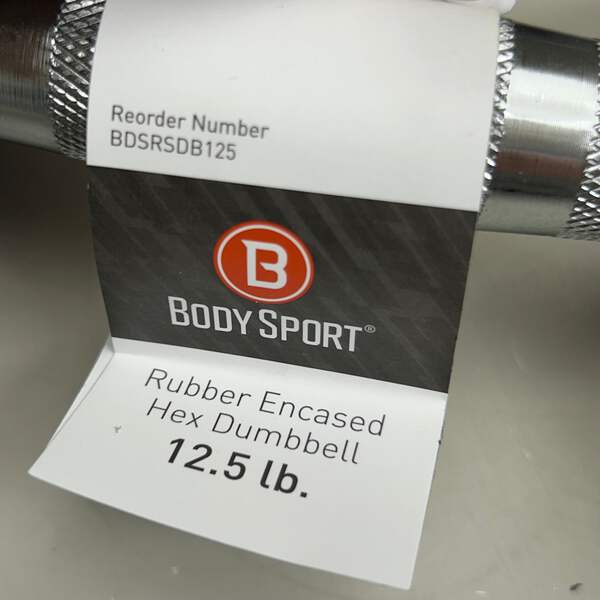 Reorder Number
BDSRSDB125
B
BODY SPORT®
Rubber Encased
Hex Dumbbell
12.5 lb.